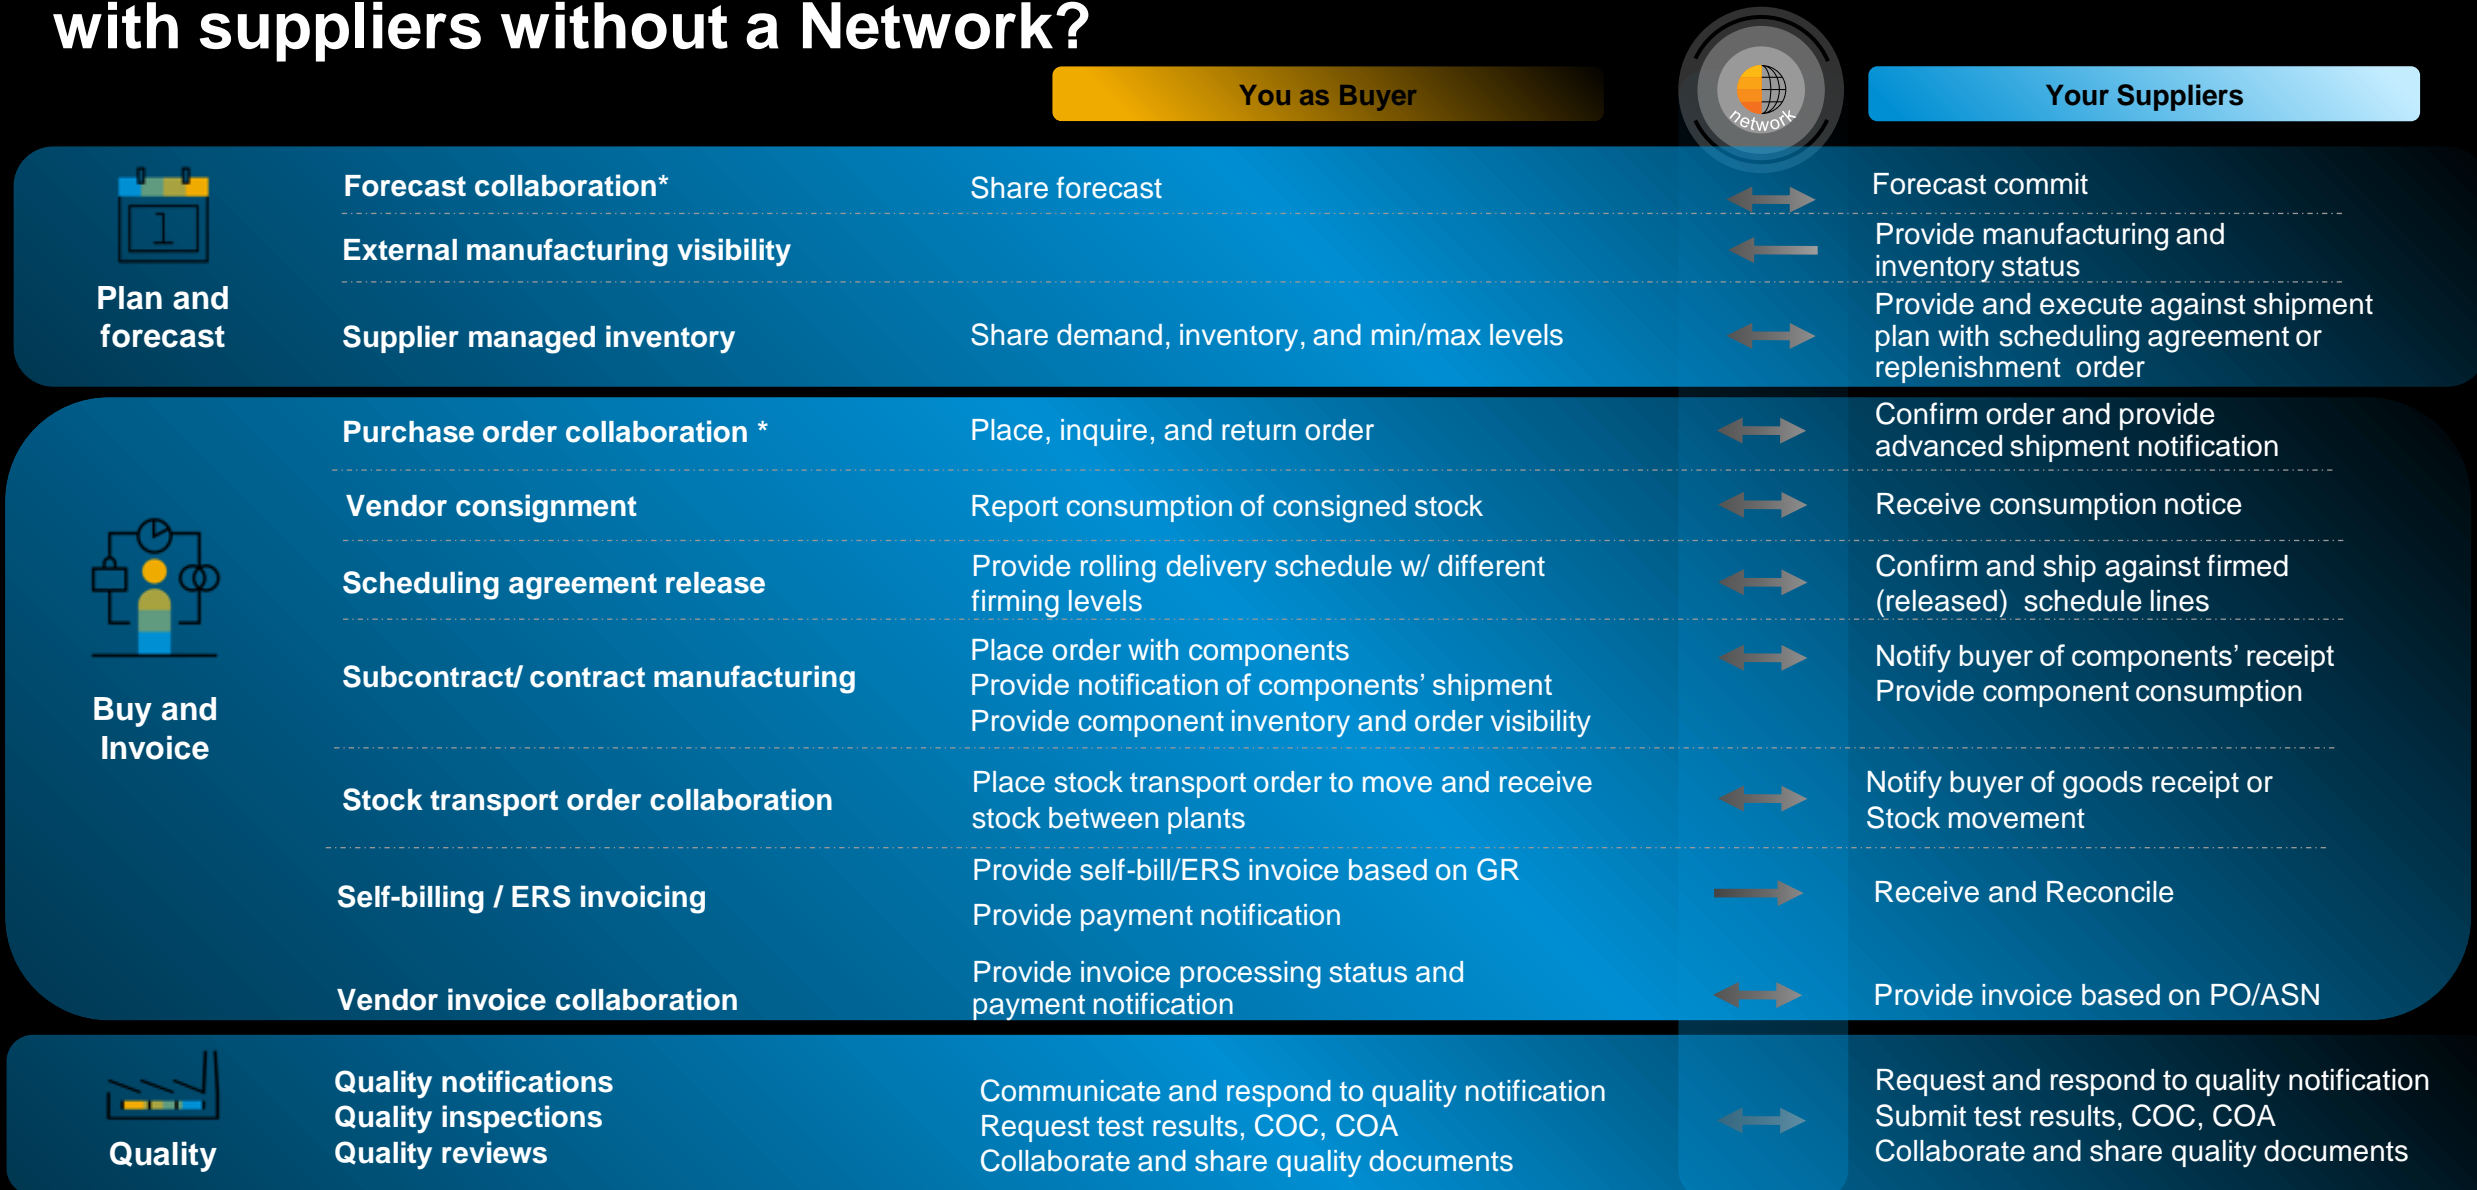 with suppliers without a Network?
You as Buyer
network
Your Suppliers
Plan and
forecast
Forecast collaboration*
Share forecast
Forecast commit
External manufacturing visibility
Provide manufacturing and
inventory status
Supplier managed inventory
Share demand, inventory, and min/max levels
Provide and execute against shipment
plan with scheduling agreement or
replenishment order
Buy and
Invoice
Purchase order collaboration *
Place, inquire, and return order
Confirm order and provide
advanced shipment notification
Vendor consignment
Report consumption of consigned stock
Receive consumption notice
Scheduling agreement release
Provide rolling delivery schedule w/ different
firming levels
Confirm and ship against firmed
(released) schedule lines
Subcontract/ contract manufacturing
Place order with components
Provide notification of components’ shipment
Provide component inventory and order visibility
Notify buyer of components’ receipt
Provide component consumption
Stock transport order collaboration
Place stock transport order to move and receive
stock between plants
Notify buyer of goods receipt or
Stock movement
Self-billing / ERS invoicing
Provide self-bill/ERS invoice based on GR
Provide payment notification
Receive and Reconcile
Vendor invoice collaboration
Provide invoice processing status and
payment notification
Provide invoice based on PO/ASN
Quality
Quality notifications
Quality inspections
Quality reviews
Communicate and respond to quality notification
Request test results, COC, COA
Collaborate and share quality documents
Request and respond to quality notification
Submit test results, COC, COA
Collaborate and share quality documents
1